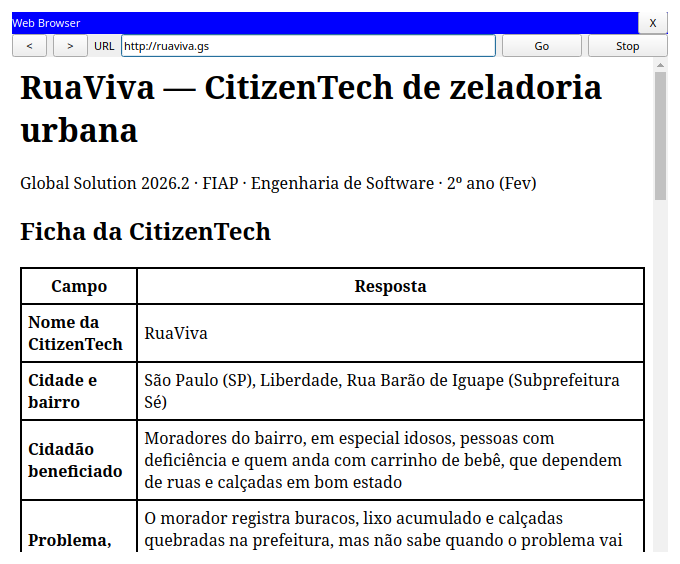 Web Browser X
< > URL http://ruaviva.gs Go Stop
RuaViva — CitizenTech de zeladoria
urbana
Global Solution 2026.2 · FIAP · Engenharia de Software · 2º ano (Fev)
Ficha da CitizenTech
Campo Resposta
Nome da
CitizenTech
RuaViva
Cidade e
bairro
São Paulo (SP), Liberdade, Rua Barão de Iguape (Subprefeitura
Sé)
Cidadão
beneficiado
Moradores do bairro, em especial idosos, pessoas com
deficiência e quem anda com carrinho de bebê, que dependem
de ruas e calçadas em bom estado
Problema,
O morador registra buracos, lixo acumulado e calçadas
quebradas na prefeitura, mas não sabe quando o problema vai